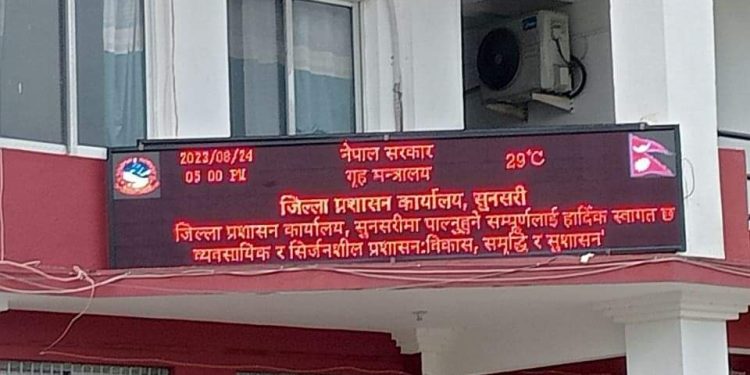 2023/08/24 नेपाल सरकार 29°C
05:00 PM गृह मन्त्रालय
जिल्ला प्रशासन कार्यालय, सुनसरी
जिल्ला प्रशासन कार्यालय, सुनसरीमा पाल्नुहुने सम्पूर्णलाई हार्दिक स्वागत छ
व्यवसायिक र सिर्जनशील प्रशासन:विकास, समृद्धि र सुशासन'